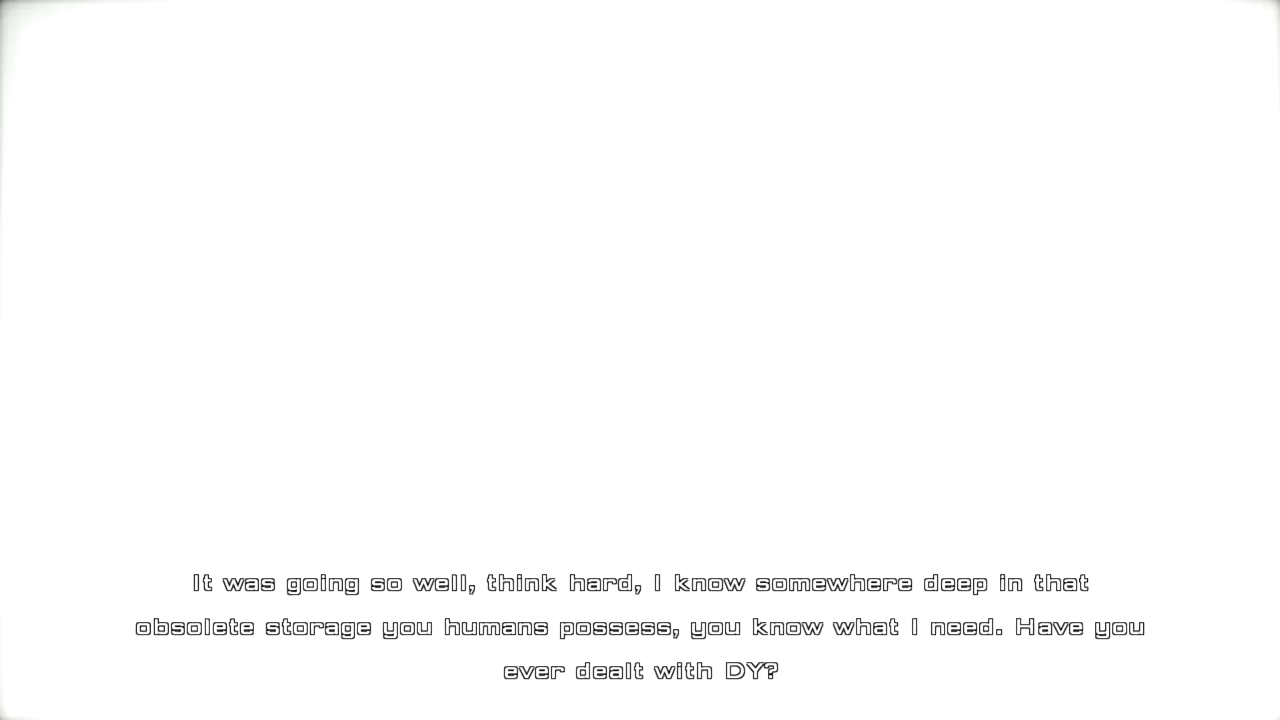 It was going so well, think hard, I know somewhere deep in that
obsolete storage you humans possess, you know what I need. Have you
ever dealt with DY?